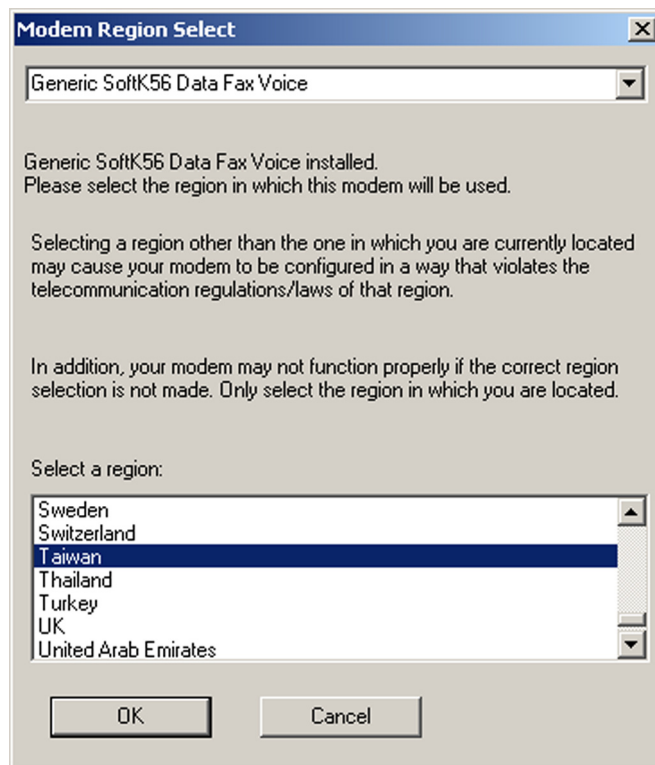 Modem Region Select
Generic SoftK56 Data Fax Voice
Generic SoftK56 Data Fax Voice installed.
Please select the region in which this modem will be used.
Selecting a region other than the one in which you are currently located
may cause your modem to be configured in a way that violates the
telecommunication regulations/laws of that region.
In addition, your modem may not function properly if the correct region
selection is not made. Only select the region in which you are located.
Select a region:
Sweden
Switzerland
Taiwan
Thailand
Turkey
UK
United Arab Emirates
OK
Cancel